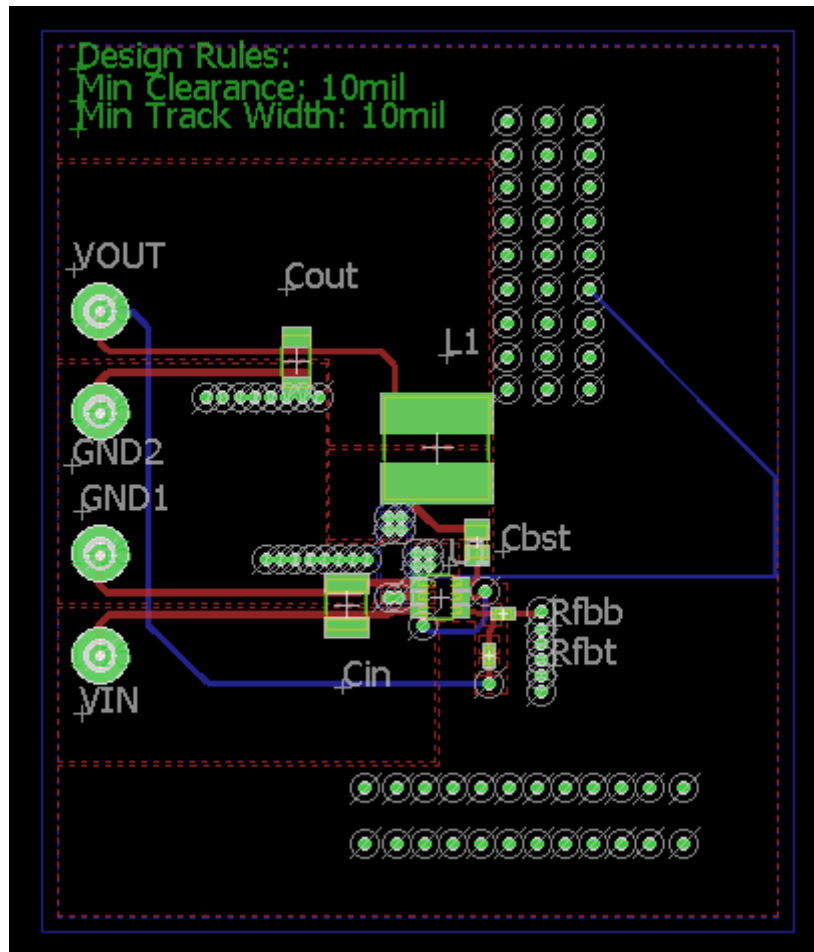 Design Rules:
Min Clearance: 10mil
Min Track Width: 10mil
VOUT
Cout
L1
GND2
GND1
Cbst
Rfbb
Rfbt
Cin
VIN